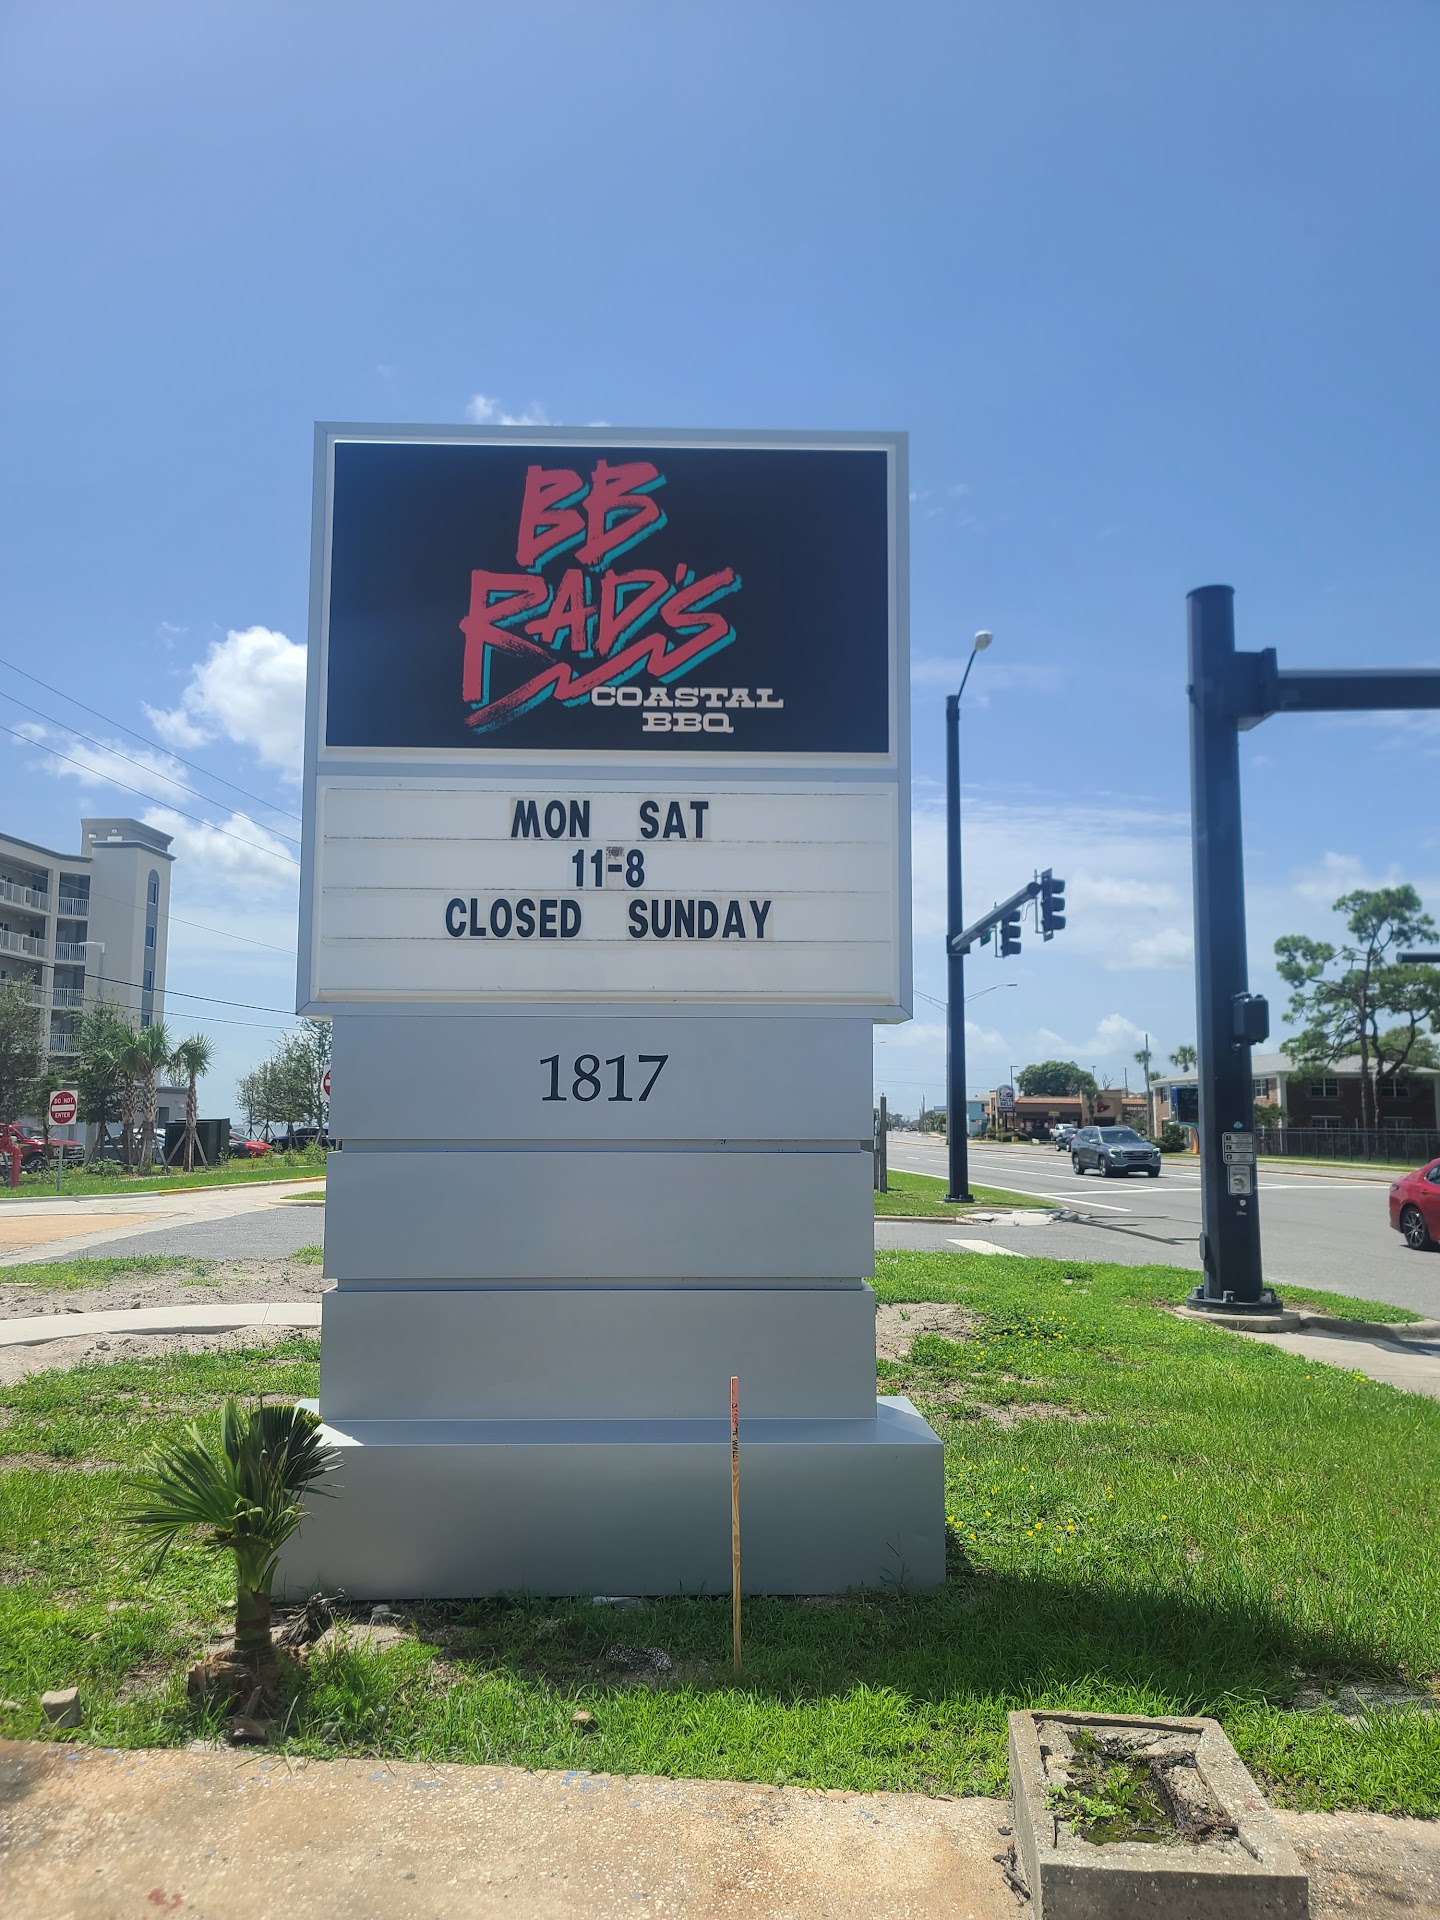 BB
RAD'S
COASTAL
BBQ
MON SAT
11-8
CLOSED SUNDAY
1817
DO NOT
ENTER